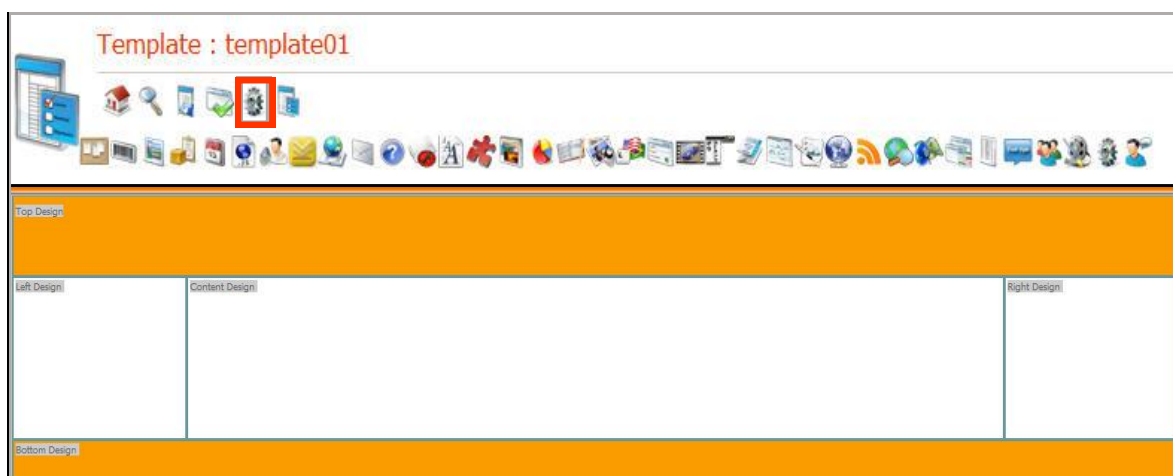 Template : template01
Top Design
Left Design
Content Design
Right Design
Bottom Design